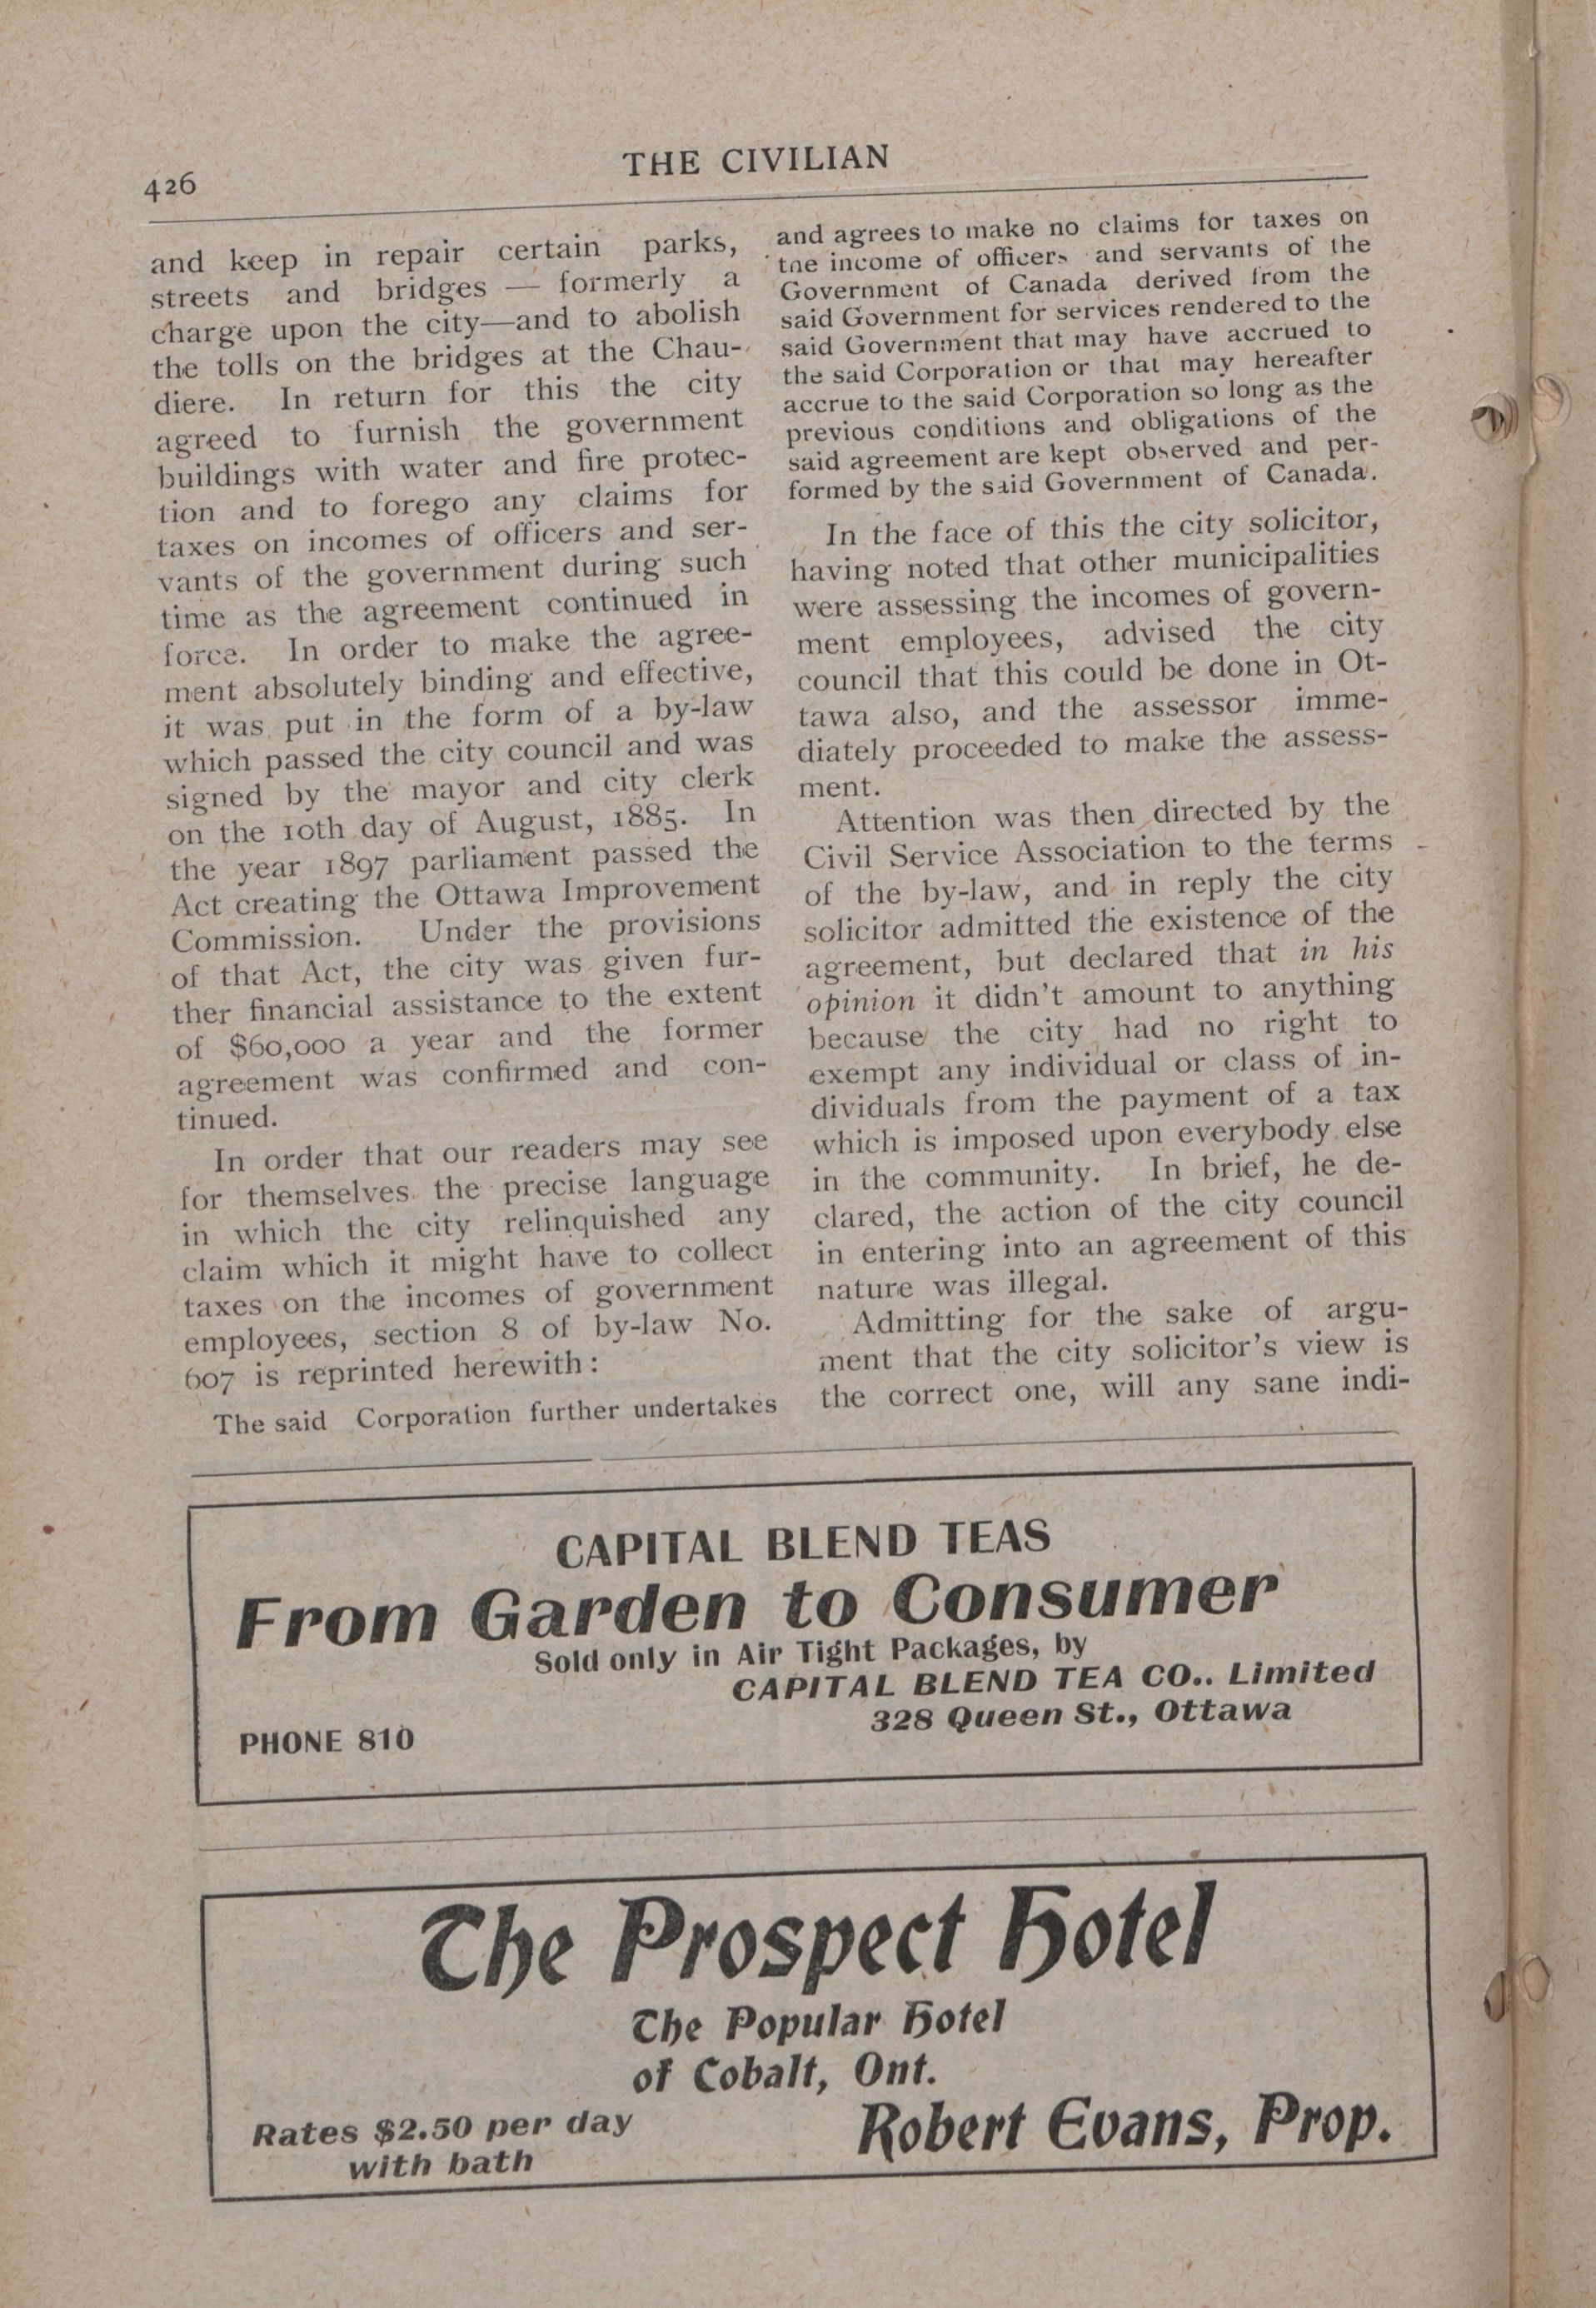 426
THE CIVILIAN
and keep in repair certain parks,
streets and bridges — formerly a
charge upon the city—and to abolish
the tolls on the bridges at the Chau-
diere. In return for this the city
agreed to furnish the government
buildings with water and fire protec-
tion and to forego any claims for
taxes on incomes of officers and ser-
vants of the government during such
time as the agreement continued in
force. In order to make the agree-
ment absolutely binding and effective,
it was put in the form of a by-law
which passed the city council and was
signed by the mayor and city clerk
on the 10th day of August, 1885. In
the year 1897 parliament passed the
Act creating the Ottawa Improvement
Commission. Under the provisions
of that Act, the city was given fur-
ther financial assistance to the extent
of $60,000 a year and the former
agreement was confirmed and con-
tinued.
In order that our readers may see
for themselves the precise language
in which the city relinquished any
claim which it might have to collect
taxes on the incomes of government
employees, section 8 of by-law No.
607 is reprinted herewith:
The said Corporation further undertakes
and agrees to make no claims for taxes on
the income of officers and servants of the
Government of Canada derived from the
said Government for services rendered to the
said Government that may have accrued to
the said Corporation or that may hereafter
accrue to the said Corporation so long as the
previous conditions and obligations of the
said agreement are kept observed and per-
formed by the said Government of Canada.
In the face of this the city solicitor,
having noted that other municipalities
were assessing the incomes of govern-
ment employees, advised the city
council that this could be done in Ot-
tawa also, and the assessor imme-
diately proceeded to make the assess-
ment.
Attention was then directed by the
Civil Service Association to the terms
of the by-law, and in reply the city
solicitor admitted the existence of the
agreement, but declared that in his
opinion it didn't amount to anything
because the city had no right to
exempt any individual or class of in-
dividuals from the payment of a tax
which is imposed upon everybody else
in the community. In brief, he de-
clared, the action of the city council
in entering into an agreement of this
nature was illegal.
Admitting for the sake of argu-
ment that the city solicitor's view is
the correct one, will any sane indi-
CAPITAL BLEND TEAS
From Garden to Consumer
Sold only in Air Tight Packages, by
CAPITAL BLEND TEA CO.. Limited
328 Queen St., Ottawa
PHONE 810
The Prospect Hotel
The Popular Hotel
of Cobalt, Ont.
Rates $2.50 per day
with bath
Robert Evans, Prop.